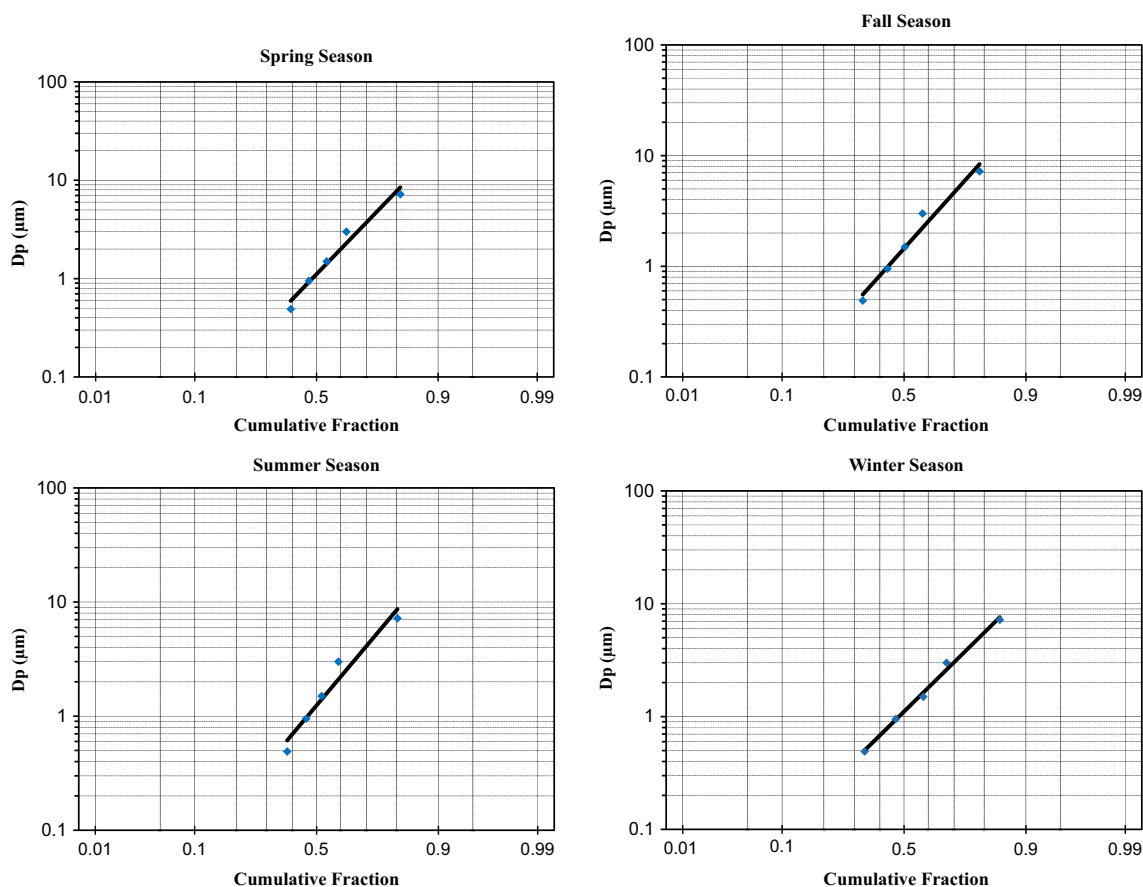 Spring Season
100
10
1
0.1
Dp (µm)
0.01 0.1 0.5 0.9 0.99
Cumulative Fraction
Fall Season
100
10
1
0.1
Dp (µm)
0.01 0.1 0.5 0.9 0.99
Cumulative Fraction
Summer Season
100
10
1
0.1
Dp (µm)
0.01 0.1 0.5 0.9 0.99
Cumulative Fraction
Winter Season
100
10
1
0.1
Dp (µm)
0.01 0.1 0.5 0.9 0.99
Cumulative Fraction